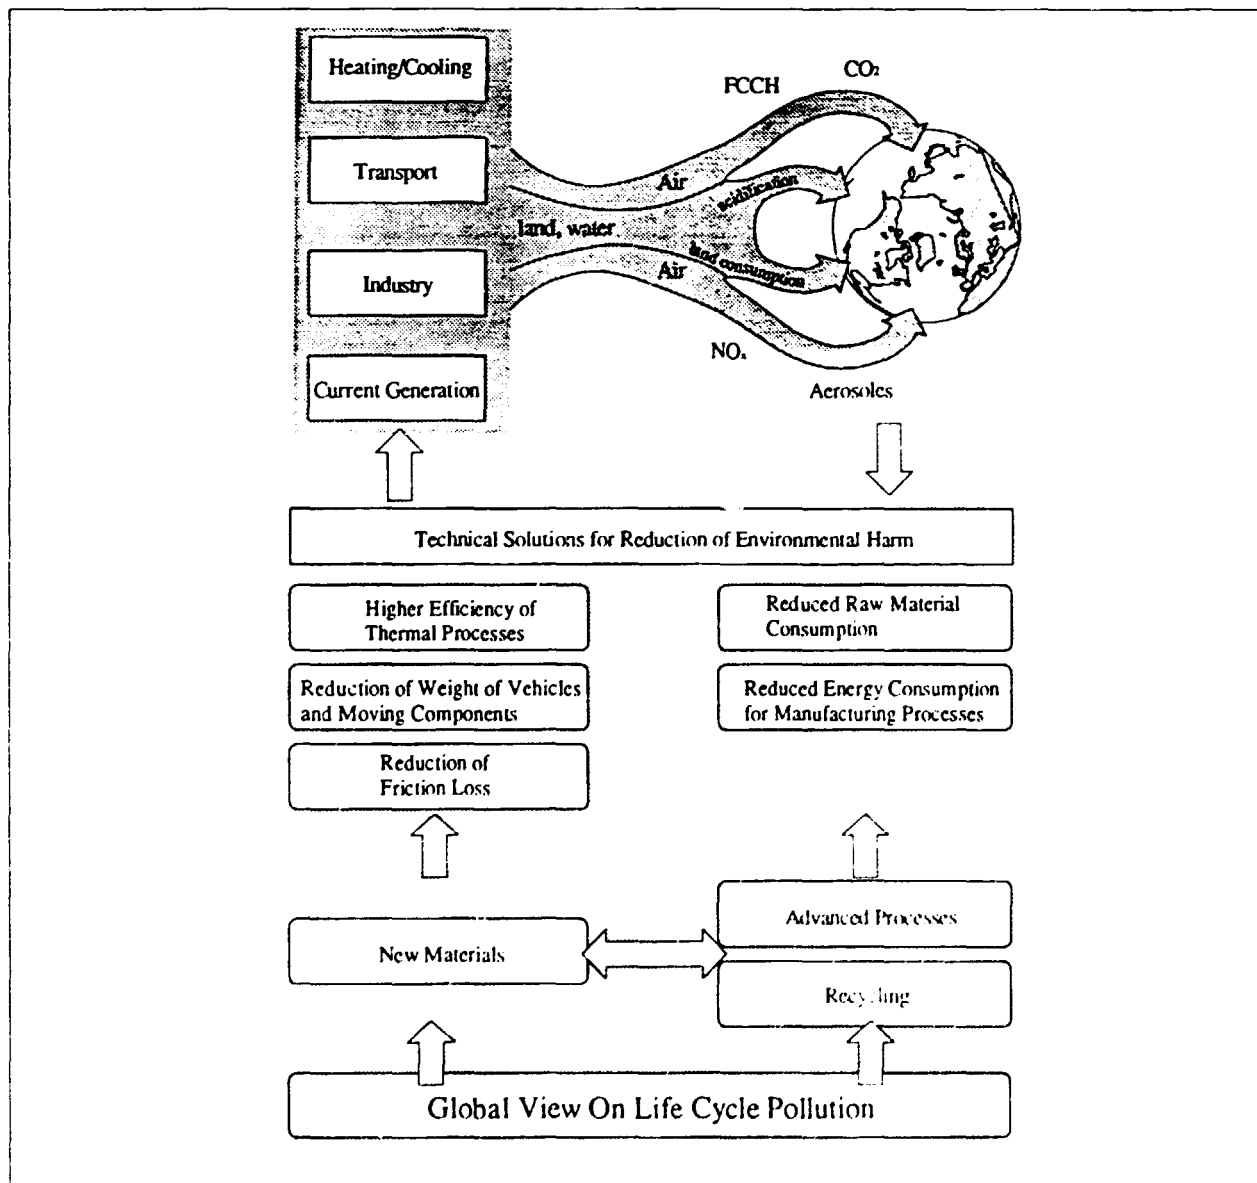 Heating/Cooling
Transport
Industry
Current Generation
FCCH
CO₂
Air
acidification
land, water
land consumption
Air
NOₓ
Aerosoles
Technical Solutions for Reduction of Environmental Harm
Higher Efficiency of
Thermal Processes
Reduced Raw Material
Consumption
Reduction of Weight of Vehicles
and Moving Components
Reduced Energy Consumption
for Manufacturing Processes
Reduction of
Friction Loss
Advanced Processes
New Materials
Recycling
Global View On Life Cycle Pollution